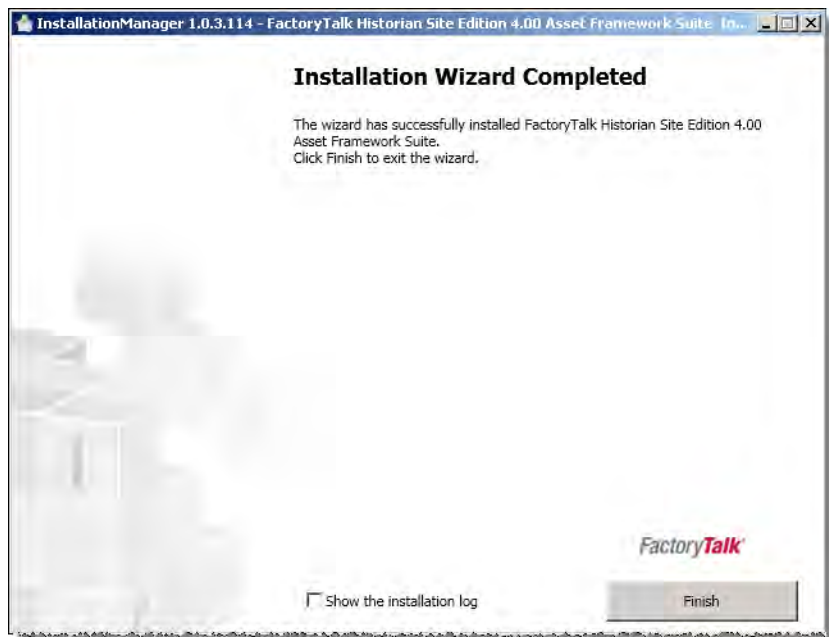 InstallationManager 1.0.3.114 - FactoryTalk Historian Site Edition 4.00 Asset Framework Suite In...
Installation Wizard Completed
The wizard has successfully installed FactoryTalk Historian Site Edition 4.00
Asset Framework Suite.
Click Finish to exit the wizard.
FactoryTalk
Show the installation log
Finish